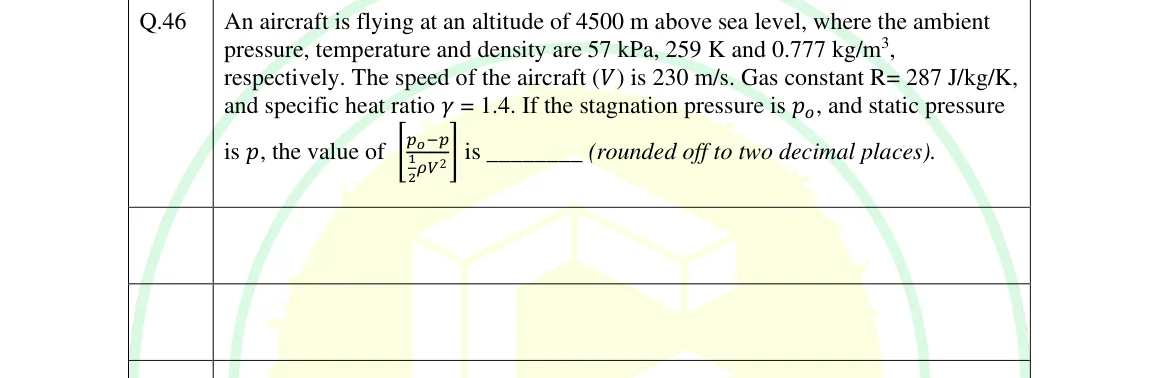 Q.46 An aircraft is flying at an altitude of 4500 m above sea level, where the ambient
pressure, temperature and density are 57 kPa, 259 K and 0.777 kg/m³,
respectively. The speed of the aircraft (V) is 230 m/s. Gas constant R= 287 J/kg/K,
and specific heat ratio γ = 1.4. If the stagnation pressure is pₒ, and static pressure
is p, the value of [(pₒ−p)/(½ρV²)] is ________ (rounded off to two decimal places).